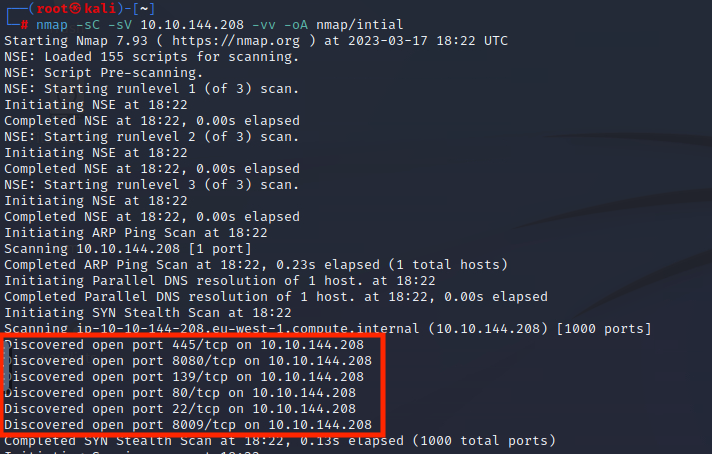 ┌──(root㉿kali)-[~]
└─# nmap -sC -sV 10.10.144.208 -vv -oA nmap/intial
Starting Nmap 7.93 ( https://nmap.org ) at 2023-03-17 18:22 UTC
NSE: Loaded 155 scripts for scanning.
NSE: Script Pre-scanning.
NSE: Starting runlevel 1 (of 3) scan.
Initiating NSE at 18:22
Completed NSE at 18:22, 0.00s elapsed
NSE: Starting runlevel 2 (of 3) scan.
Initiating NSE at 18:22
Completed NSE at 18:22, 0.00s elapsed
NSE: Starting runlevel 3 (of 3) scan.
Initiating NSE at 18:22
Completed NSE at 18:22, 0.00s elapsed
Initiating ARP Ping Scan at 18:22
Scanning 10.10.144.208 [1 port]
Completed ARP Ping Scan at 18:22, 0.23s elapsed (1 total hosts)
Initiating Parallel DNS resolution of 1 host. at 18:22
Completed Parallel DNS resolution of 1 host. at 18:22, 0.00s elapsed
Initiating SYN Stealth Scan at 18:22
Scanning ip-10-10-144-208.eu-west-1.compute.internal (10.10.144.208) [1000 ports]
Discovered open port 445/tcp on 10.10.144.208
Discovered open port 8080/tcp on 10.10.144.208
Discovered open port 139/tcp on 10.10.144.208
Discovered open port 80/tcp on 10.10.144.208
Discovered open port 22/tcp on 10.10.144.208
Discovered open port 8009/tcp on 10.10.144.208
Completed SYN Stealth Scan at 18:22, 0.13s elapsed (1000 total ports)